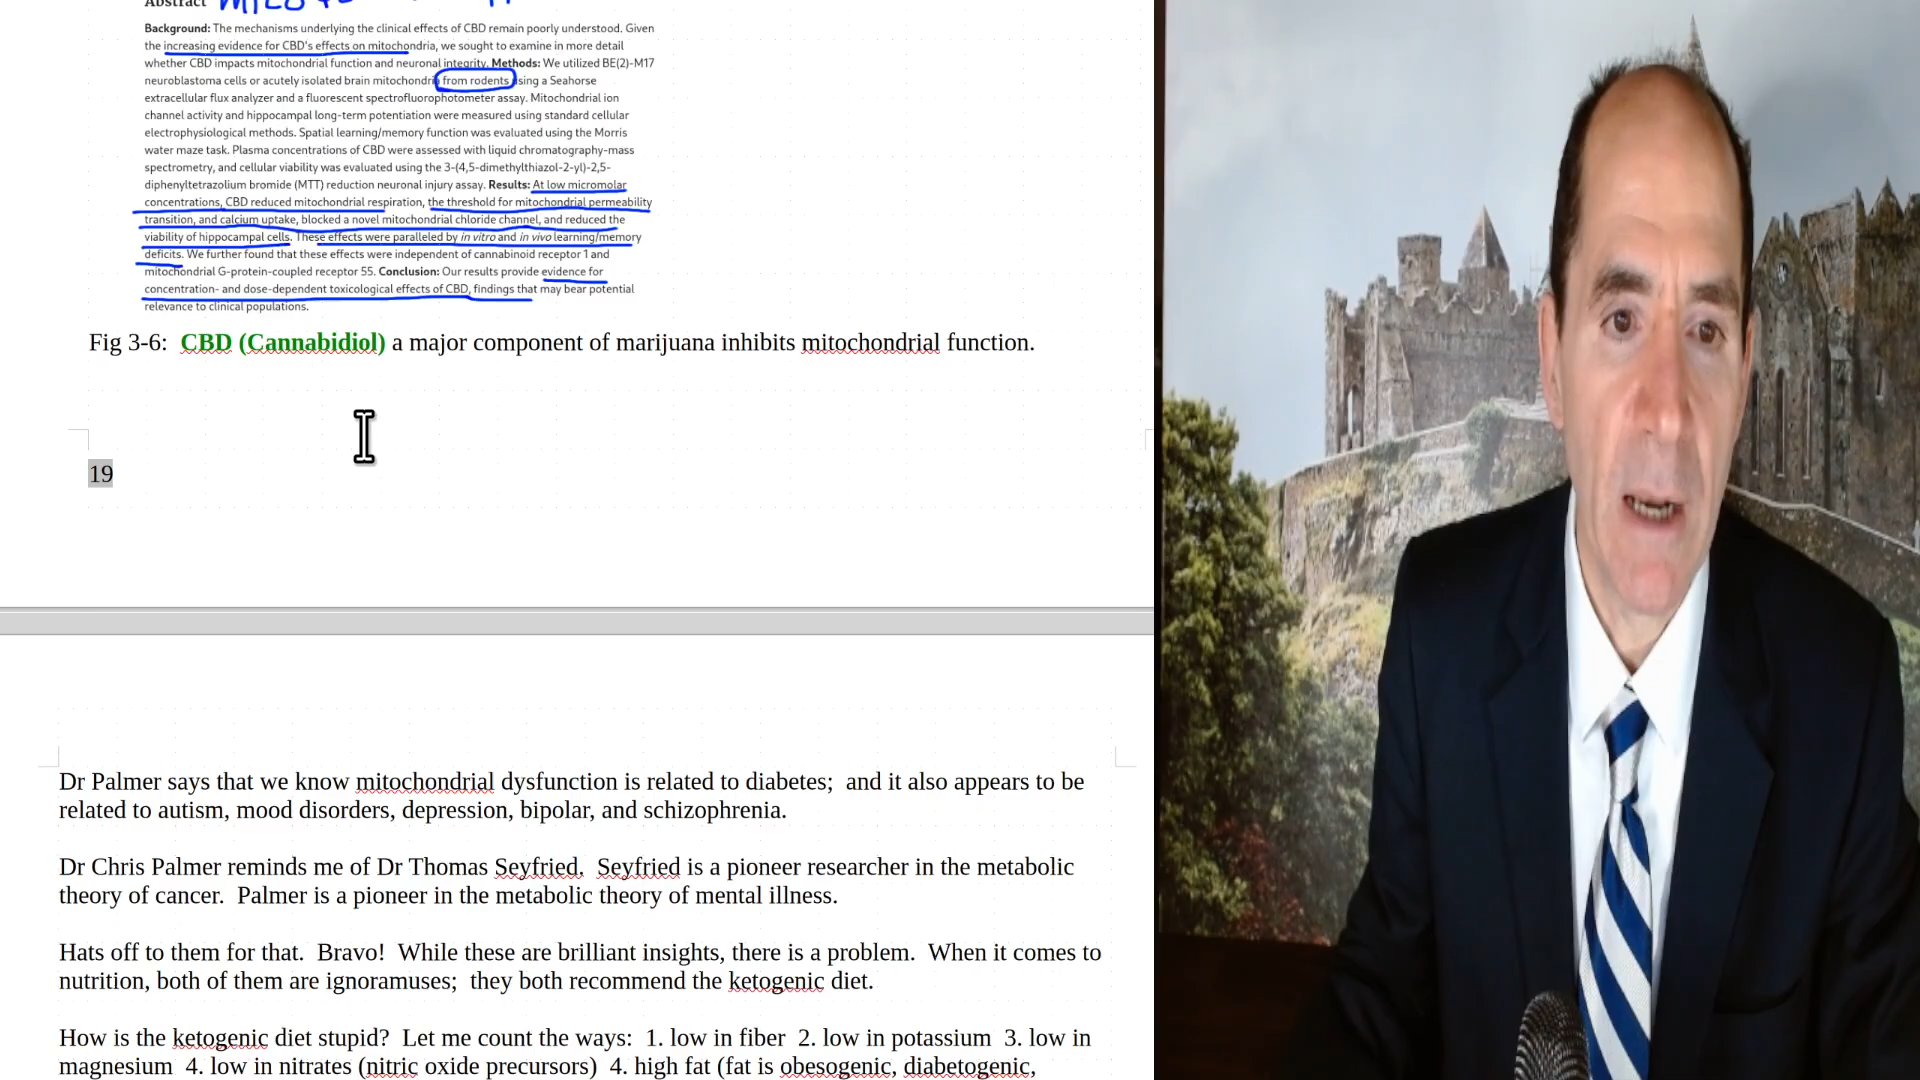 Abstract
Background: The mechanisms underlying the clinical effects of CBD remain poorly understood. Given
the increasing evidence for CBD's effects on mitochondria, we sought to examine in more detail
whether CBD impacts mitochondrial function and neuronal integrity. Methods: We utilized BE(2)-M17
neuroblastoma cells or acutely isolated brain mitochondria from rodents using a Seahorse
extracellular flux analyzer and a fluorescent spectrofluorophotometer assay. Mitochondrial ion
channel activity and hippocampal long-term potentiation were measured using standard cellular
electrophysiological methods. Spatial learning/memory function was evaluated using the Morris
water maze task. Plasma concentrations of CBD were assessed with liquid chromatography-mass
spectrometry, and cellular viability was evaluated using the 3-(4,5-dimethylthiazol-2-yl)-2,5-
diphenyltetrazolium bromide (MTT) reduction neuronal injury assay. Results: At low micromolar
concentrations, CBD reduced mitochondrial respiration, the threshold for mitochondrial permeability
transition, and calcium uptake, blocked a novel mitochondrial chloride channel, and reduced the
viability of hippocampal cells. These effects were paralleled by in vitro and in vivo learning/memory
deficits. We further found that these effects were independent of cannabinoid receptor 1 and
mitochondrial G-protein-coupled receptor 55. Conclusion: Our results provide evidence for
concentration- and dose-dependent toxicological effects of CBD, findings that may bear potential
relevance to clinical populations.
Fig 3-6: CBD (Cannabidiol) a major component of marijuana inhibits mitochondrial function.
19
Dr Palmer says that we know mitochondrial dysfunction is related to diabetes; and it also appears to be
related to autism, mood disorders, depression, bipolar, and schizophrenia.
Dr Chris Palmer reminds me of Dr Thomas Seyfried. Seyfried is a pioneer researcher in the metabolic
theory of cancer. Palmer is a pioneer in the metabolic theory of mental illness.
Hats off to them for that. Bravo! While these are brilliant insights, there is a problem. When it comes to
nutrition, both of them are ignoramuses; they both recommend the ketogenic diet.
How is the ketogenic diet stupid? Let me count the ways: 1. low in fiber 2. low in potassium 3. low in
magnesium 4. low in nitrates (nitric oxide precursors) 4. high fat (fat is obesogenic, diabetogenic,